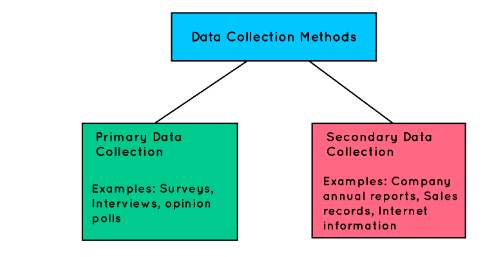 Data Collection Methods
Primary Data
Collection
Examples: Surveys,
Interviews, opinion
polls
Secondary Data
Collection
Examples: Company
annual reports, Sales
records, Internet
information